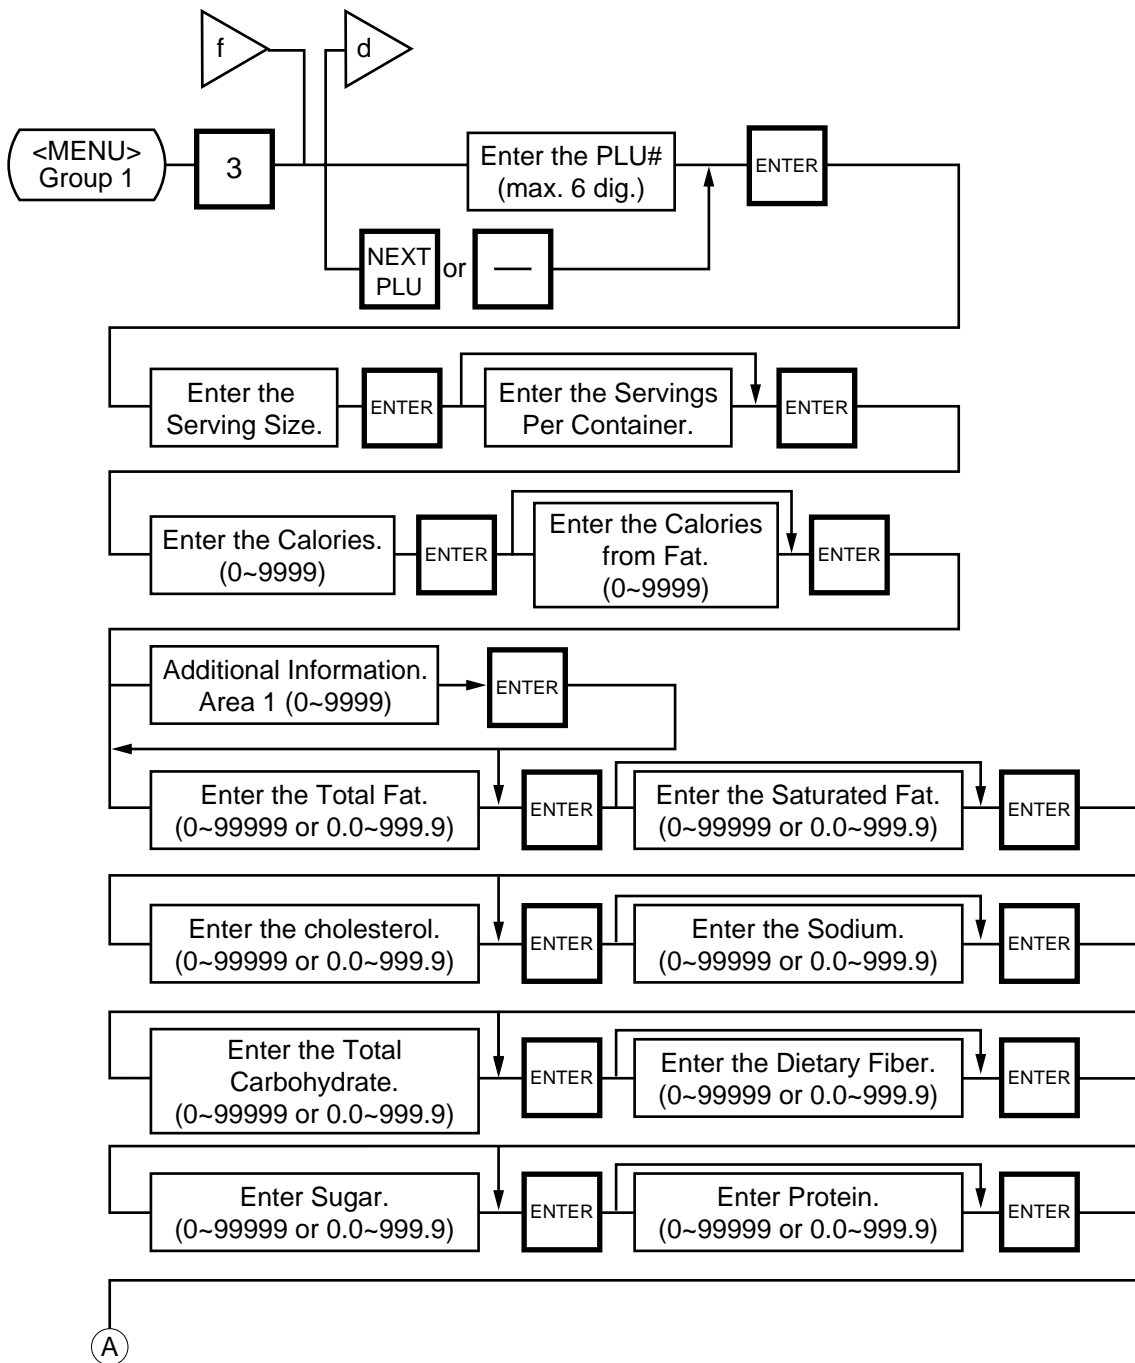 f
d
<MENU>
Group 1
3
Enter the PLU#
(max. 6 dig.)
ENTER
NEXT
PLU
or
—
Enter the
Serving Size.
ENTER
Enter the Servings
Per Container.
ENTER
Enter the Calories.
(0~9999)
ENTER
Enter the Calories
from Fat.
(0~9999)
ENTER
Additional Information.
Area 1 (0~9999)
ENTER
Enter the Total Fat.
(0~99999 or 0.0~999.9)
ENTER
Enter the Saturated Fat.
(0~99999 or 0.0~999.9)
ENTER
Enter the cholesterol.
(0~99999 or 0.0~999.9)
ENTER
Enter the Sodium.
(0~99999 or 0.0~999.9)
ENTER
Enter the Total
Carbohydrate.
(0~99999 or 0.0~999.9)
ENTER
Enter the Dietary Fiber.
(0~99999 or 0.0~999.9)
ENTER
Enter Sugar.
(0~99999 or 0.0~999.9)
ENTER
Enter Protein.
(0~99999 or 0.0~999.9)
ENTER
A